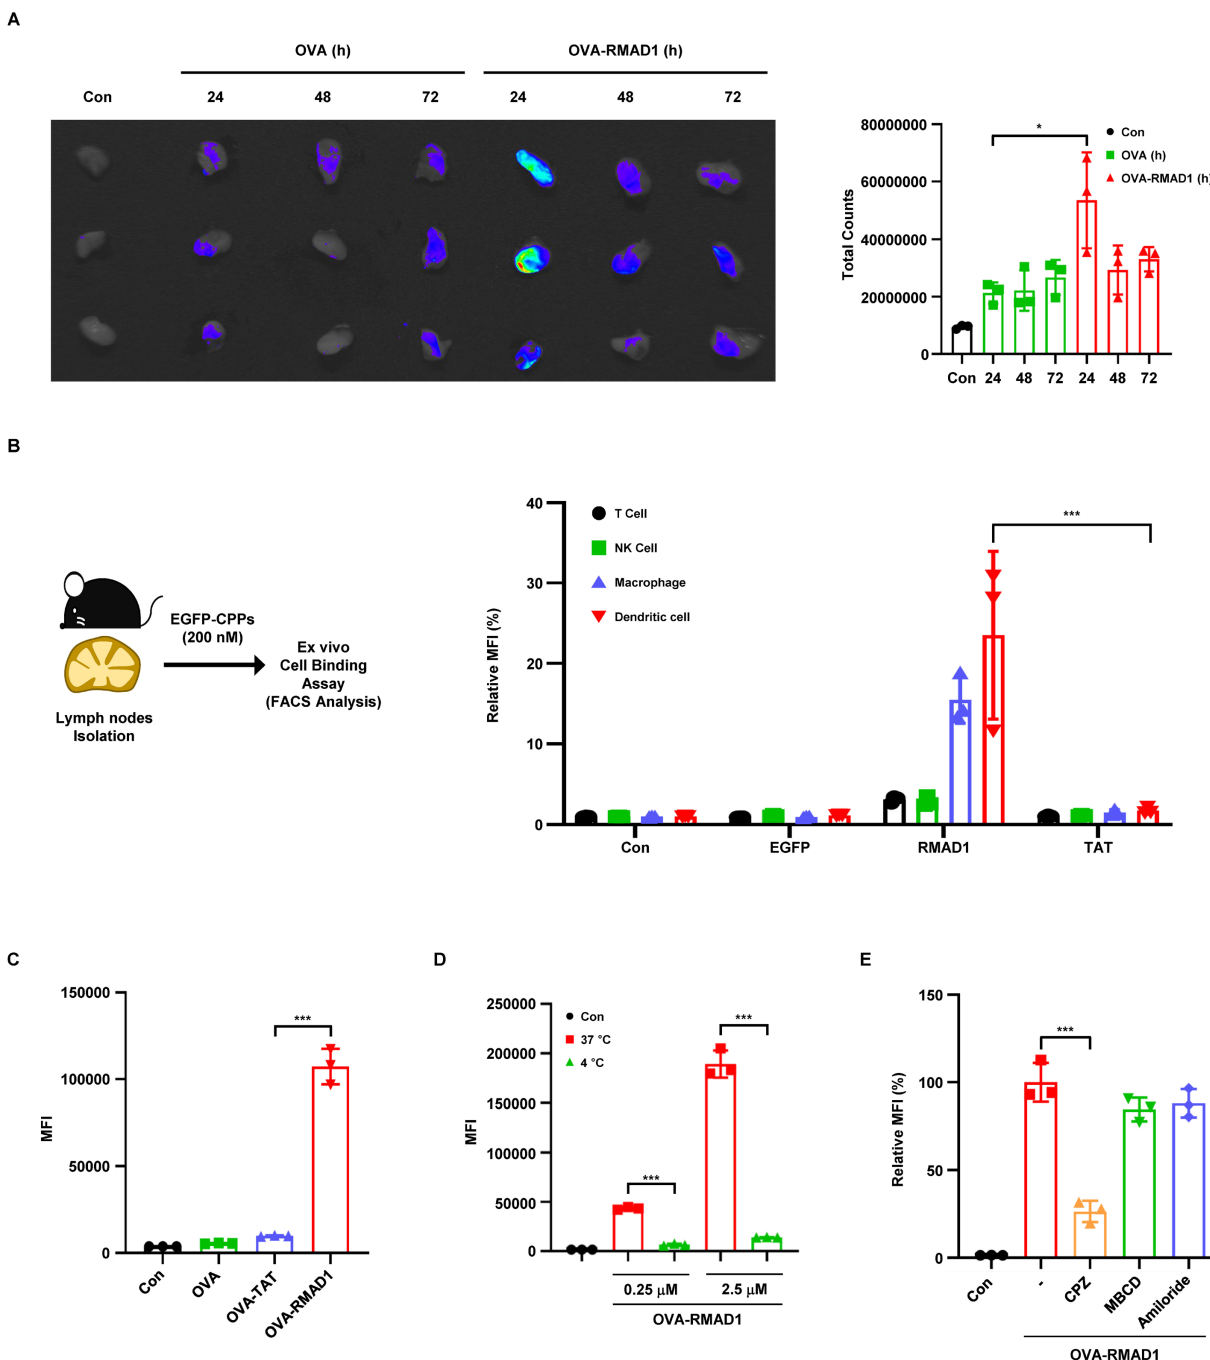 A
OVA (h)
OVA-RMAD1 (h)
Con
24
48
72
24
48
72
80000000
60000000
40000000
20000000
0
Total Counts
*
Con
OVA (h)
OVA-RMAD1 (h)
Con
24
48
72
24
48
72
B
EGFP-CPPs
(200 nM)
Lymph nodes
Isolation
Ex vivo
Cell Binding
Assay
(FACS Analysis)
40
30
20
10
0
Relative MFI (%)
T Cell
NK Cell
Macrophage
Dendritic cell
***
Con
EGFP
RMAD1
TAT
C
MFI
150000
100000
50000
0
***
Con
OVA
OVA-TAT
OVA-RMAD1
D
MFI
250000
200000
150000
100000
50000
0
Con
37 °C
4 °C
***
***
0.25 μM
2.5 μM
OVA-RMAD1
E
Relative MFI (%)
150
100
50
0
***
Con
-
CPZ
MBCD
Amiloride
OVA-RMAD1